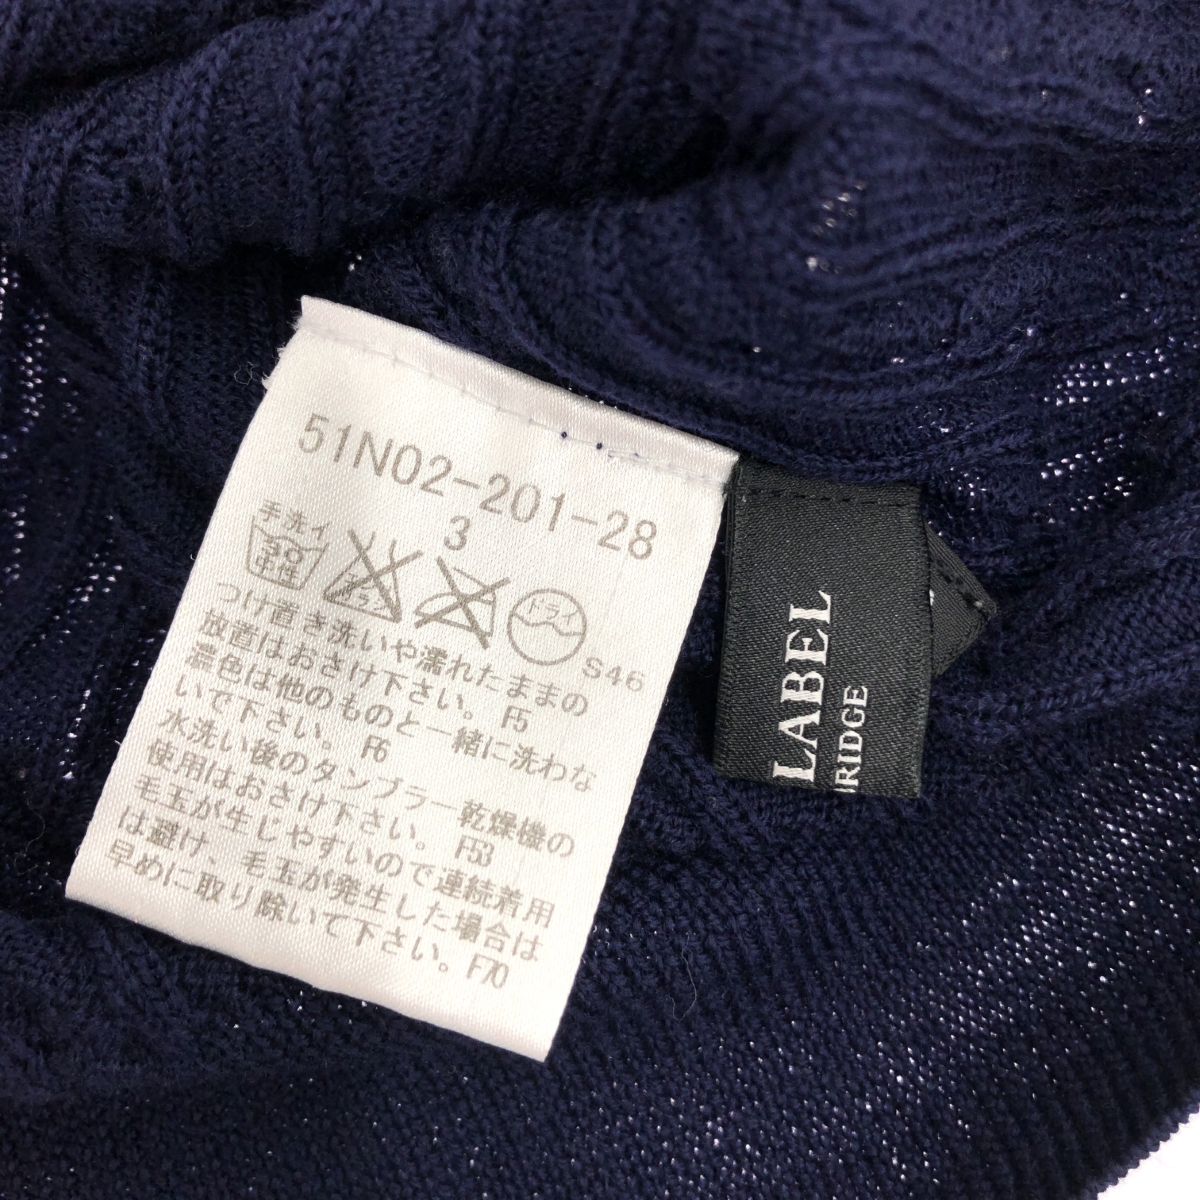 51N02-201-28
3
手洗イ
30
中性
エンソ
ドライ
S46
つけ置き洗いや濡れたままの
放置はおさけ下さい。 F5
濃色は他のものと一緒に洗わな
いで下さい。 F6
水洗い後のタンブラー乾燥機の
使用はおさけ下さい。 F53
毛玉が生じやすいので連続着用
は避け、毛玉が発生した場合は
早めに取り除いて下さい。F70
LABEL
BRIDGE